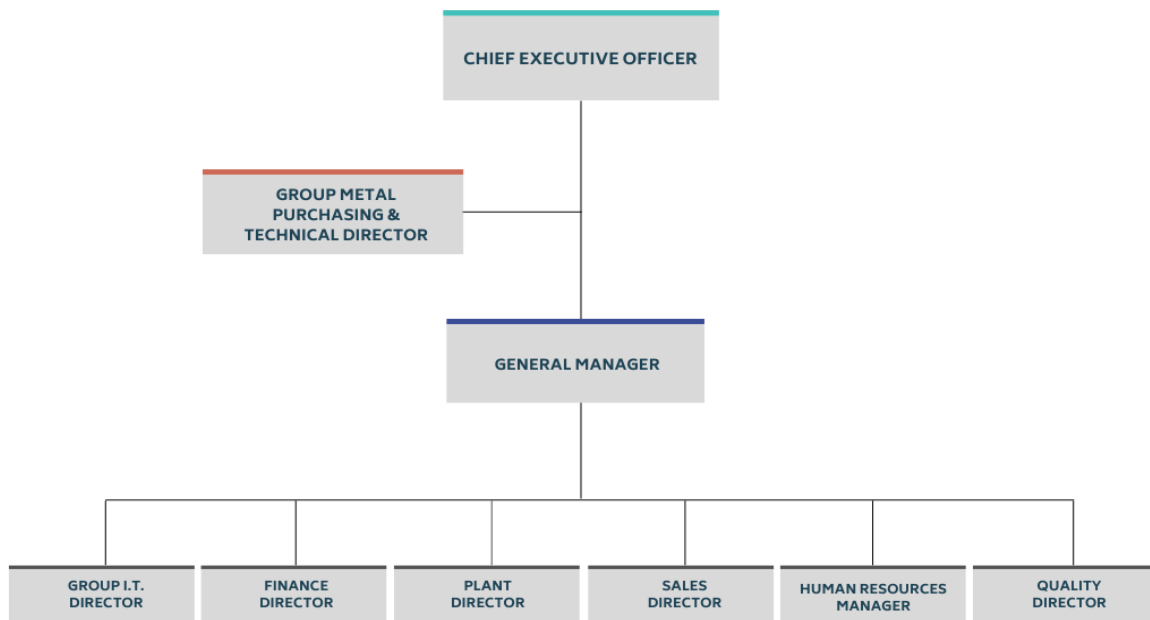 CHIEF EXECUTIVE OFFICER
GROUP METAL
PURCHASING &
TECHNICAL DIRECTOR
GENERAL MANAGER
GROUP I.T.
DIRECTOR
FINANCE
DIRECTOR
PLANT
DIRECTOR
SALES
DIRECTOR
HUMAN RESOURCES
MANAGER
QUALITY
DIRECTOR